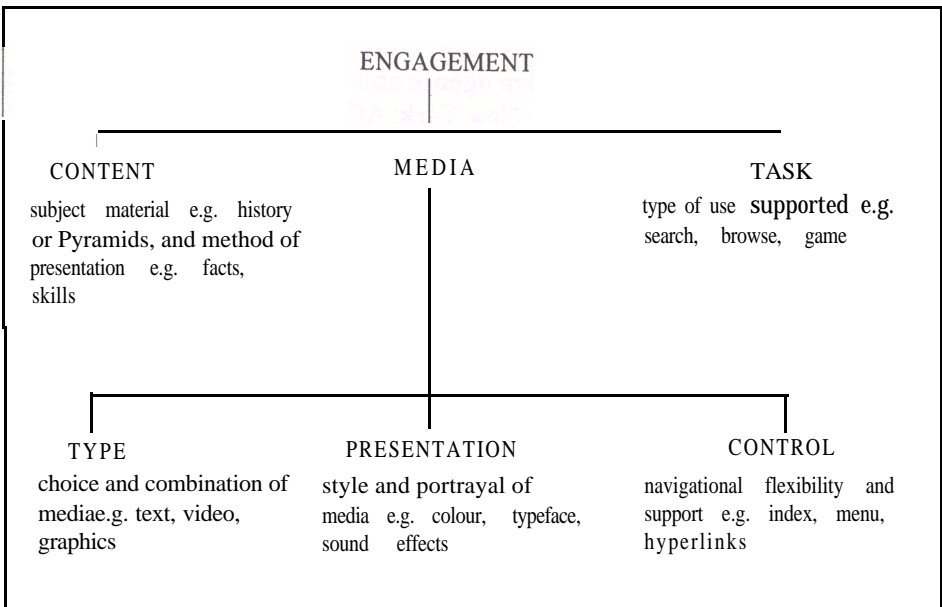 ENGAGEMENT
CONTENT
subject material e.g. history
or Pyramids, and method of
presentation e.g. facts,
skills
MEDIA
TASK
type of use supported e.g.
search, browse, game
TYPE
choice and combination of
mediae.g. text, video,
graphics
PRESENTATION
style and portrayal of
media e.g. colour, typeface,
sound effects
CONTROL
navigational flexibility and
support e.g. index, menu,
hyperlinks